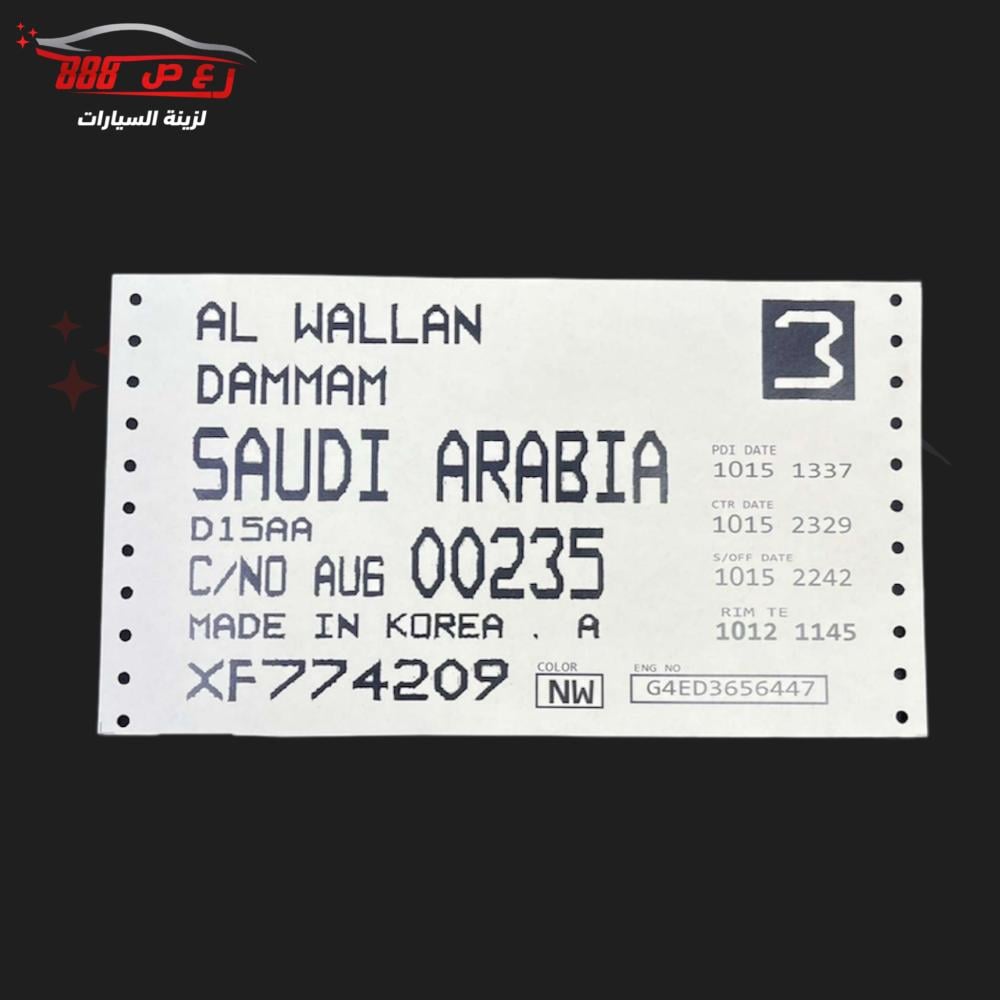 888 ر ع ص
لزينة السيارات
AL WALLAN
3
DAMMAM
SAUDI ARABIA
PDI DATE
1015 1337
D15AA
CTR DATE
1015 2329
C/NO AUG 00235
S/OFF DATE
1015 2242
MADE IN KOREA . A
RIM TE
1012 1145
XF774209
COLOR
NW
ENG NO
G4ED3656447